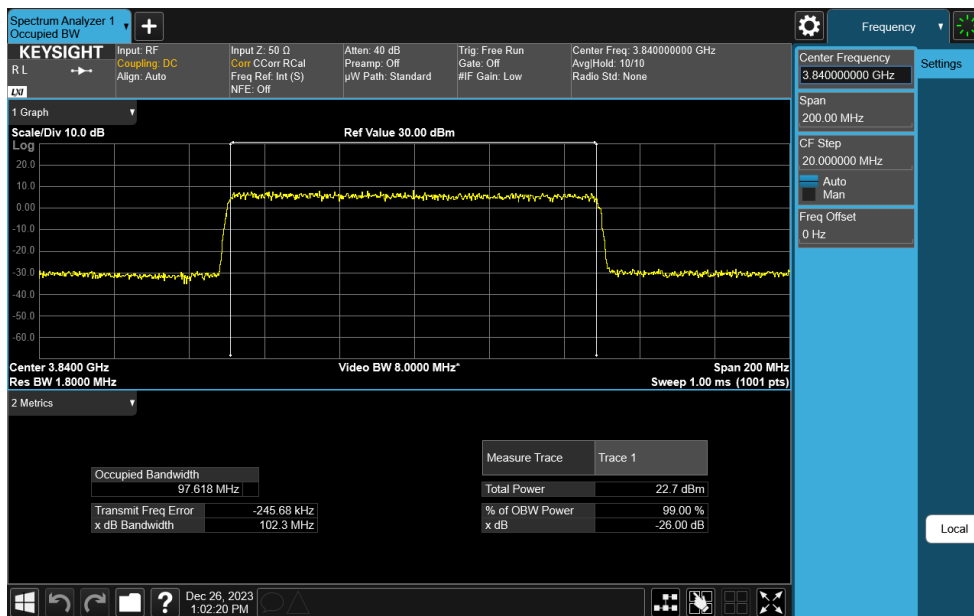 Spectrum Analyzer 1
Occupied BW
KEYSIGHT
R L
LXI
Input: RF
Coupling: DC
Align: Auto
Input Z: 50 Ω
Corr CCorr RCal
Freq Ref: Int (S)
NFE: Off
Atten: 40 dB
Preamp: Off
µW Path: Standard
Trig: Free Run
Gate: Off
#IF Gain: Low
Center Freq: 3.840000000 GHz
Avg|Hold: 10/10
Radio Std: None
Frequency
Settings
Center Frequency
3.840000000 GHz
Span
200.00 MHz
CF Step
20.000000 MHz
Auto
Man
Freq Offset
0 Hz
Local
1 Graph
Scale/Div 10.0 dB
Ref Value 30.00 dBm
Log
20.0
10.0
0.00
-10.0
-20.0
-30.0
-40.0
-50.0
-60.0
Center 3.8400 GHz
Video BW 8.0000 MHz*
Span 200 MHz
Res BW 1.8000 MHz
Sweep 1.00 ms (1001 pts)
2 Metrics
Occupied Bandwidth
97.618 MHz
Transmit Freq Error -245.68 kHz
x dB Bandwidth 102.3 MHz
Measure Trace Trace 1
Total Power 22.7 dBm
% of OBW Power 99.00 %
x dB -26.00 dB
?
Dec 26, 2023
1:02:20 PM